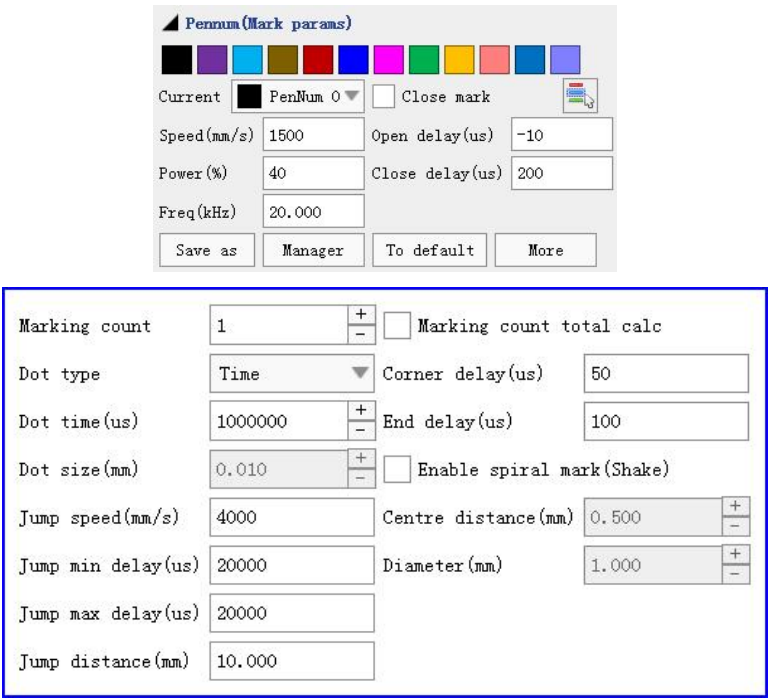 Pennum(Mark params)
Current PenNum 0 Close mark
Speed(mm/s) 1500 Open delay(us) -10
Power(%) 40 Close delay(us) 200
Freq(kHz) 20.000
Save as Manager To default More
Marking count 1 + - Marking count total calc
Dot type Time Corner delay(us) 50
Dot time(us) 1000000 + - End delay(us) 100
Dot size(mm) 0.010 + - Enable spiral mark(Shake)
Jump speed(mm/s) 4000 Centre distance(mm) 0.500 + -
Jump min delay(us) 20000 Diameter(mm) 1.000 + -
Jump max delay(us) 20000
Jump distance(mm) 10.000